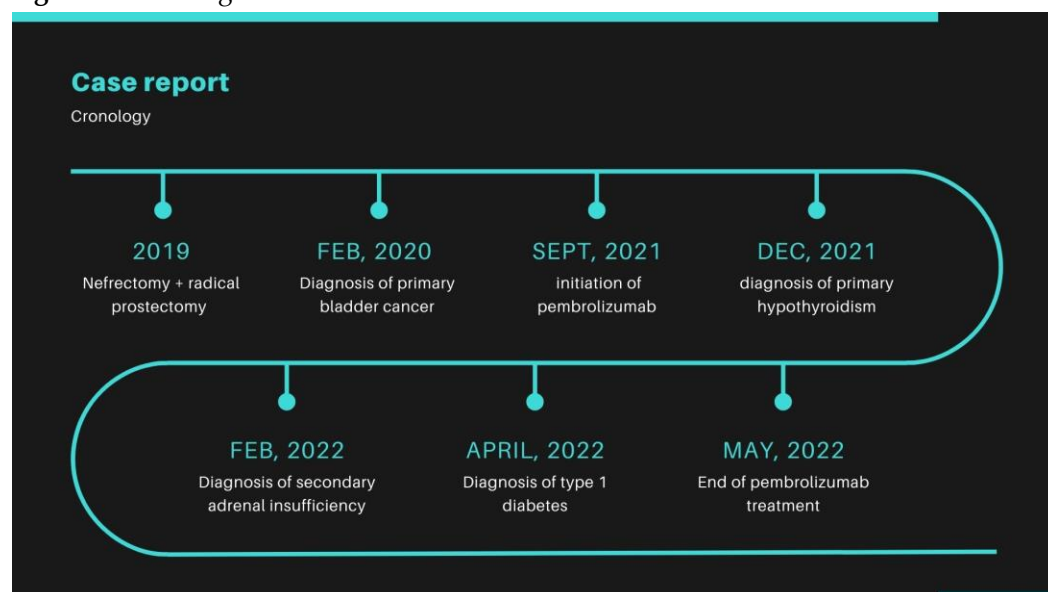 Case report
Cronology
2019
Nefrectomy + radical
prostectomy
FEB, 2020
Diagnosis of primary
bladder cancer
SEPT, 2021
initiation of
pembrolizumab
DEC, 2021
diagnosis of primary
hypothyroidism
FEB, 2022
Diagnosis of secondary
adrenal insufficiency
APRIL, 2022
Diagnosis of type 1
diabetes
MAY, 2022
End of pembrolizumab
treatment